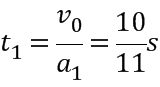 t₁ = v₀/a₁ = 10/11 s